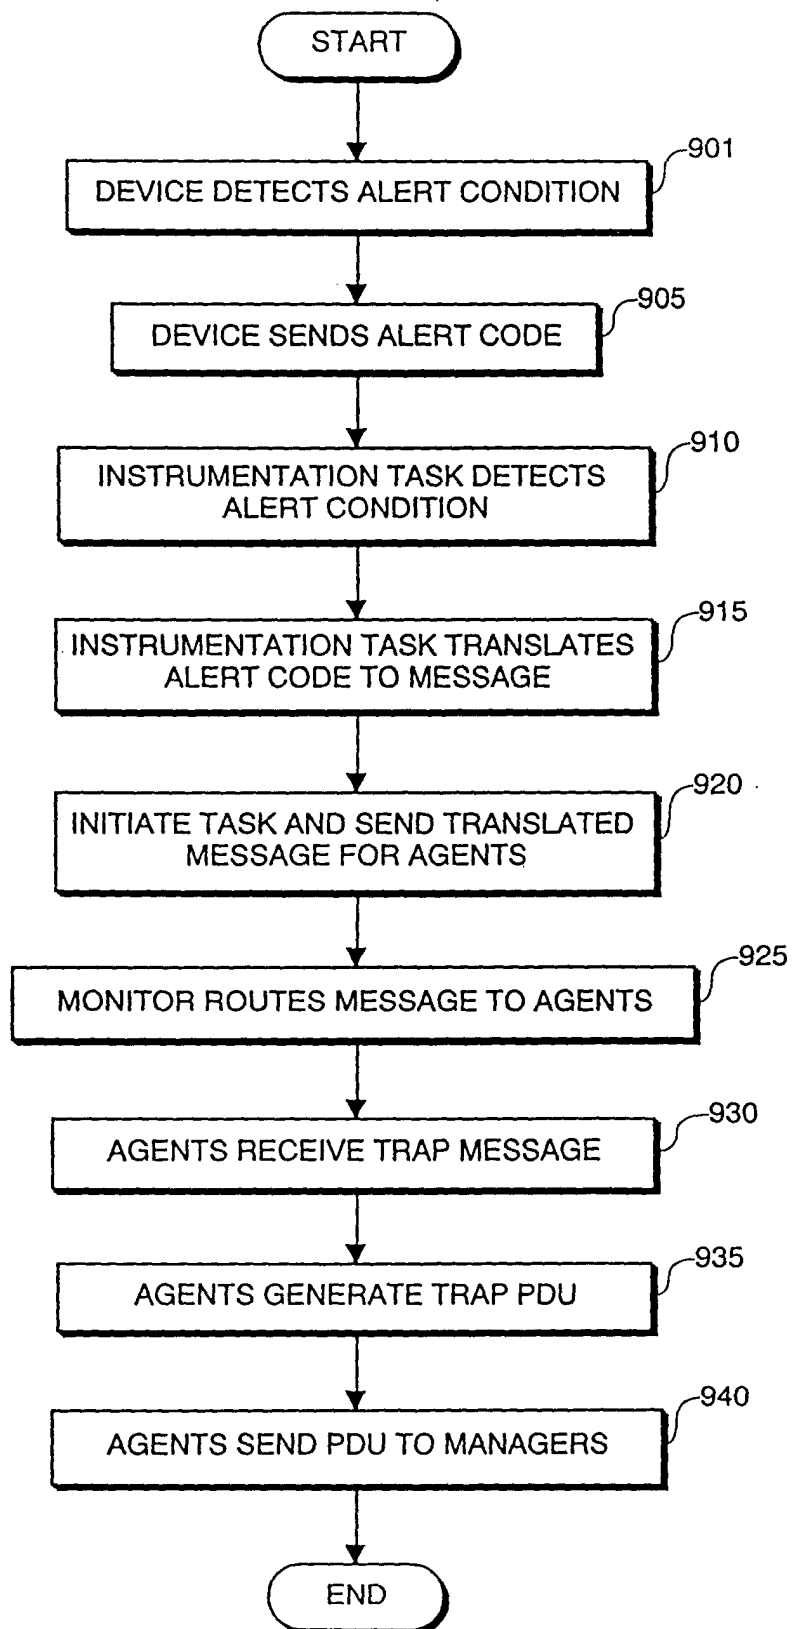 START
901
DEVICE DETECTS ALERT CONDITION
905
DEVICE SENDS ALERT CODE
910
INSTRUMENTATION TASK DETECTS
ALERT CONDITION
915
INSTRUMENTATION TASK TRANSLATES
ALERT CODE TO MESSAGE
920
INITIATE TASK AND SEND TRANSLATED
MESSAGE FOR AGENTS
925
MONITOR ROUTES MESSAGE TO AGENTS
930
AGENTS RECEIVE TRAP MESSAGE
935
AGENTS GENERATE TRAP PDU
940
AGENTS SEND PDU TO MANAGERS
END